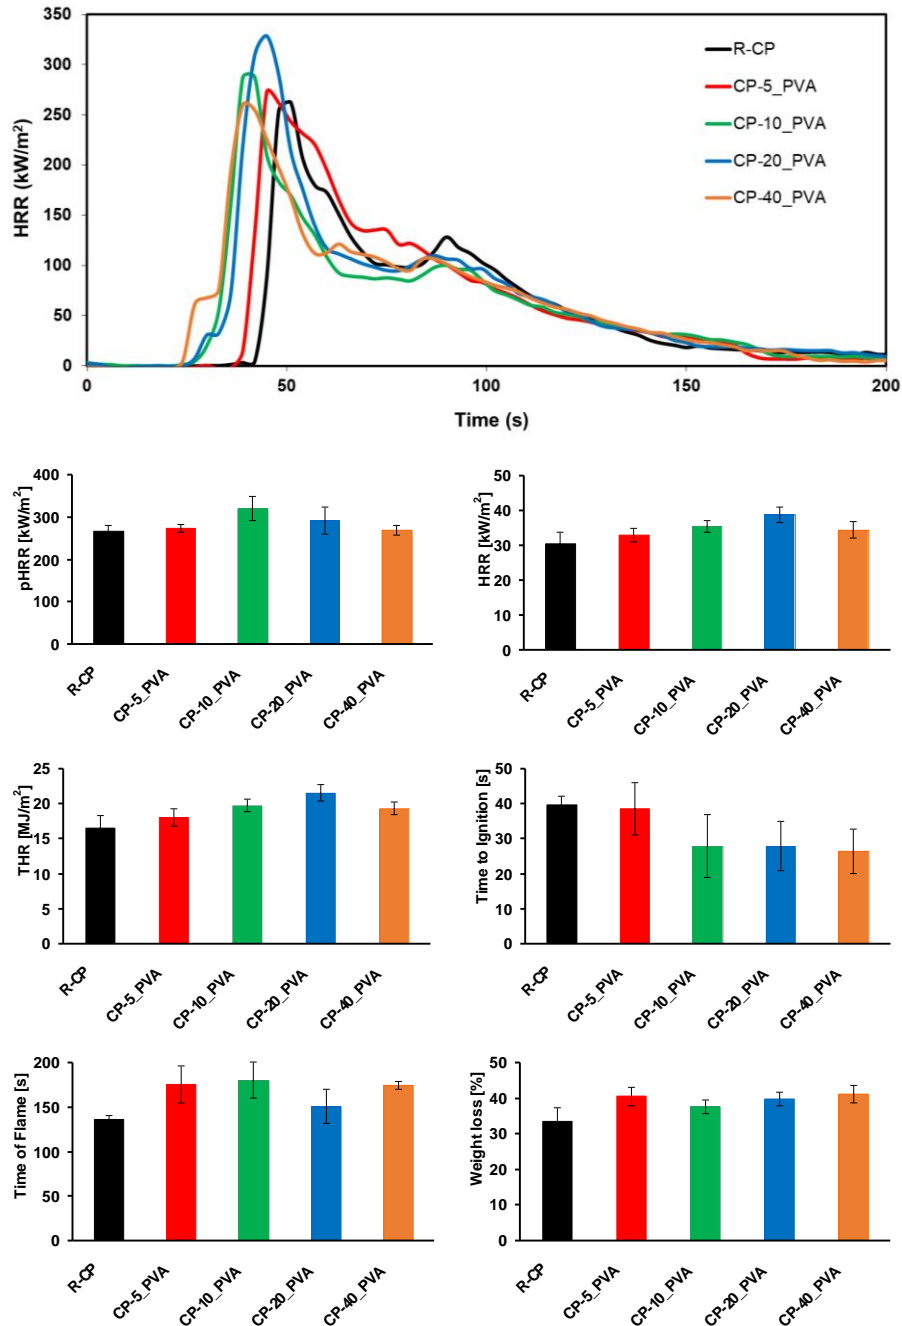 350
300
250
200
150
100
50
0
HRR (kW/m²)
R-CP
CP-5_PVA
CP-10_PVA
CP-20_PVA
CP-40_PVA
0 50 100 150 200
Time (s)
400
300
200
100
0
pHRR [kW/m²]
R-CP CP-5_PVA CP-10_PVA CP-20_PVA CP-40_PVA
50
40
30
20
10
0
HRR [kW/m²]
R-CP CP-5_PVA CP-10_PVA CP-20_PVA CP-40_PVA
25
20
15
10
5
0
THR [MJ/m²]
R-CP CP-5_PVA CP-10_PVA CP-20_PVA CP-40_PVA
50
40
30
20
10
0
Time to Ignition [s]
R-CP CP-5_PVA CP-10_PVA CP-20_PVA CP-40_PVA
200
150
100
50
0
Time of Flame [s]
R-CP CP-5_PVA CP-10_PVA CP-20_PVA CP-40_PVA
50
40
30
20
10
0
Weight loss [%]
R-CP CP-5_PVA CP-10_PVA CP-20_PVA CP-40_PVA